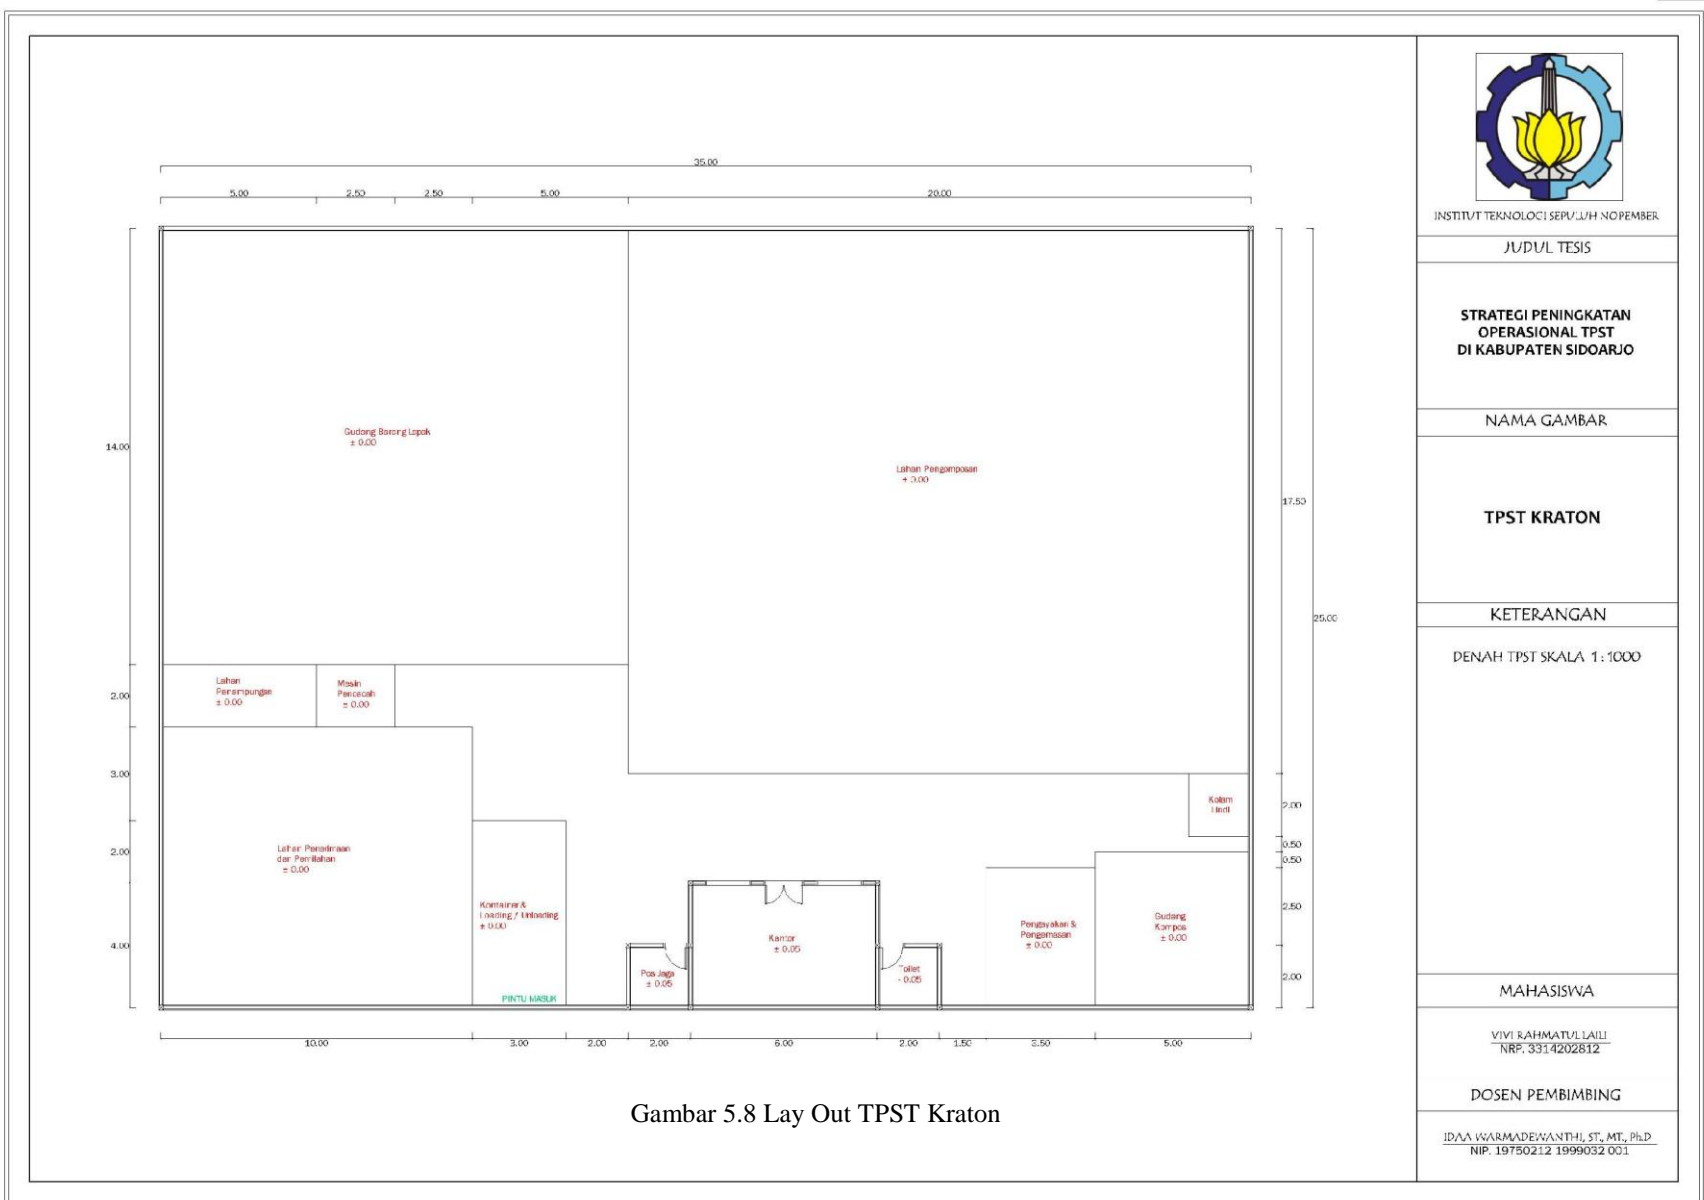 35.00
5.00 2.50 2.50 5.00 20.00
14.00
2.00
3.00
2.00
4.00
17.50
25.00
2.00
0.50
0.50
2.50
2.00
Gudang Barang Lapak
± 0.00
Lahan Pengomposan
± 0.00
Lahan
Penampungan
± 0.00
Mesin
Pencacah
± 0.00
Lahan Penerimaan
dan Pemilahan
± 0.00
Kontainer &
Loading / Unloading
± 0.00
PINTU MASUK
Pos Jaga
± 0.05
Kantor
± 0.05
Toilet
- 0.05
Pengayakan &
Pengemasan
± 0.00
Gudang
Kompos
± 0.00
Kolam
Lindi
10.00 3.00 2.00 2.00 6.00 2.00 1.50 3.50 5.00
Gambar 5.8 Lay Out TPST Kraton
INSTITUT TEKNOLOGI SEPULUH NOPEMBER
JUDUL TESIS
STRATEGI PENINGKATAN
OPERASIONAL TPST
DI KABUPATEN SIDOARJO
NAMA GAMBAR
TPST KRATON
KETERANGAN
DENAH TPST SKALA 1 : 1000
MAHASISWA
VIVI RAHMATUL LAILI
NRP. 3314202812
DOSEN PEMBIMBING
IDAA WARMADEWANTHI, ST., MT., Ph.D
NIP. 19750212 1999032 001